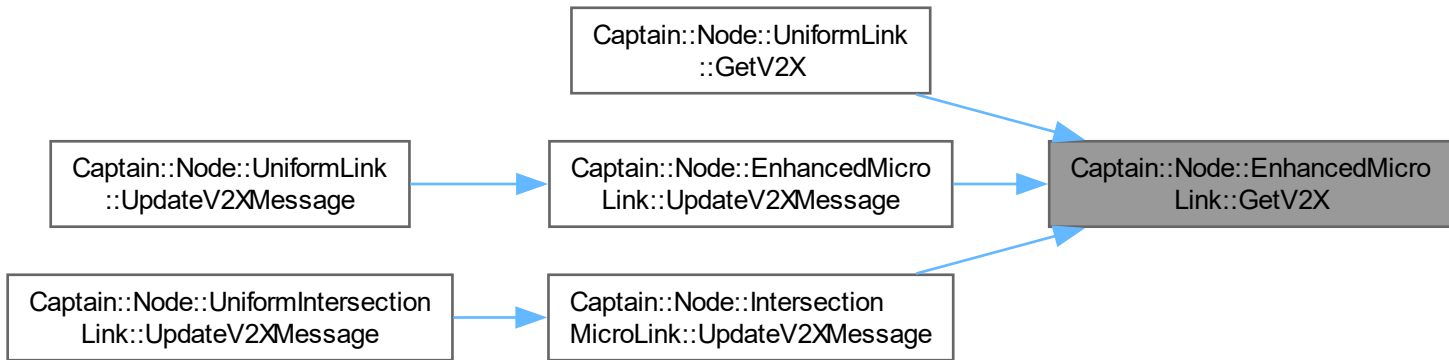 Captain::Node::UniformLink
::GetV2X
Captain::Node::UniformLink
::UpdateV2XMessage
Captain::Node::EnhancedMicro
Link::UpdateV2XMessage
Captain::Node::EnhancedMicro
Link::GetV2X
Captain::Node::UniformIntersection
Link::UpdateV2XMessage
Captain::Node::Intersection
MicroLink::UpdateV2XMessage